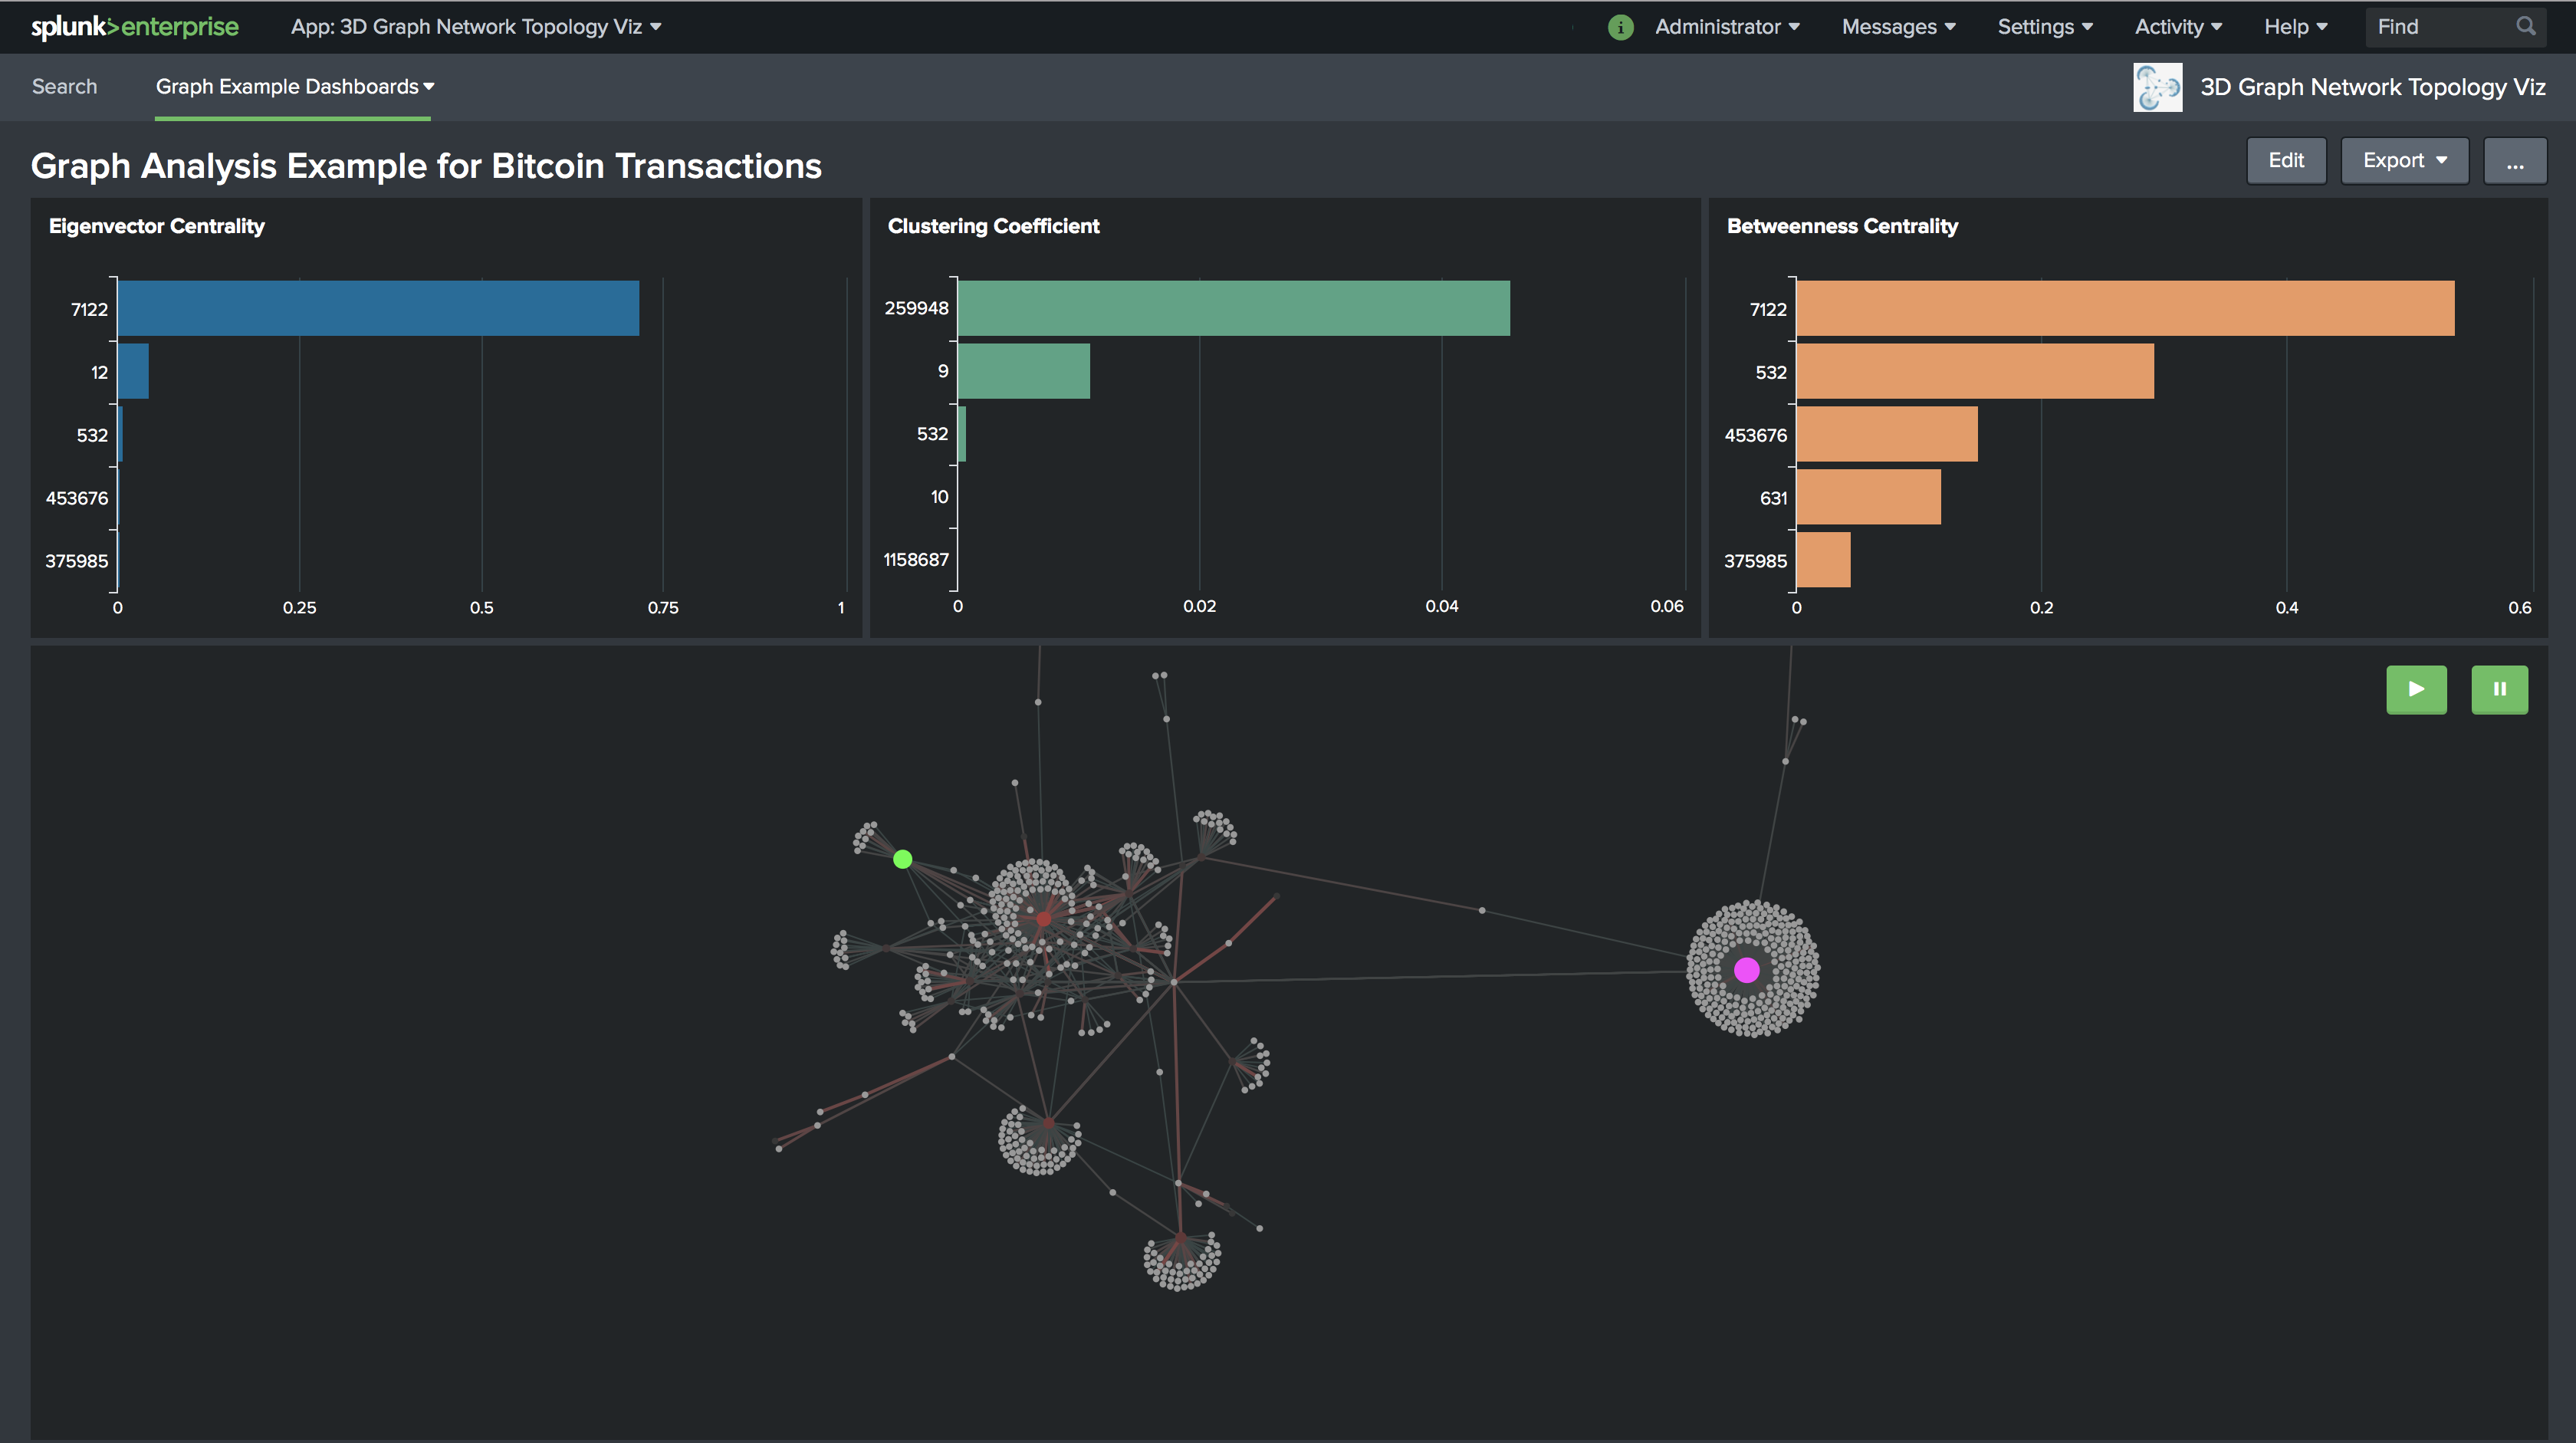 splunk>enterprise App: 3D Graph Network Topology Viz i Administrator Messages Settings Activity Help Find
Search Graph Example Dashboards 3D Graph Network Topology Viz
Graph Analysis Example for Bitcoin Transactions Edit Export ...
Eigenvector Centrality
7122
12
532
453676
375985
0 0.25 0.5 0.75 1
Clustering Coefficient
259948
9
532
10
1158687
0 0.02 0.04 0.06
Betweenness Centrality
7122
532
453676
631
375985
0 0.2 0.4 0.6